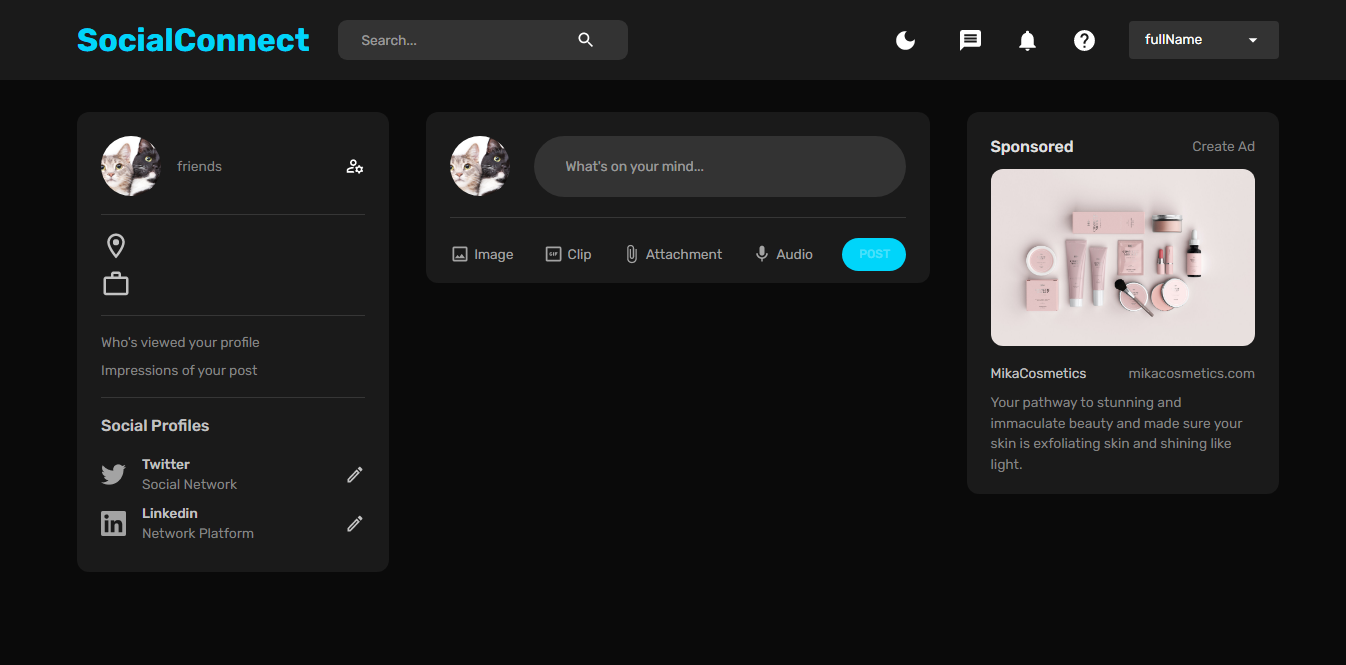 SocialConnect
Search...
fullName
friends
Who's viewed your profile
Impressions of your post
Social Profiles
Twitter
Social Network
Linkedin
Network Platform
What's on your mind...
Image
GIF
Clip
Attachment
Audio
POST
Sponsored
Create Ad
MikaCosmetics
mikacosmetics.com
Your pathway to stunning and
immaculate beauty and made sure your
skin is exfoliating skin and shining like
light.